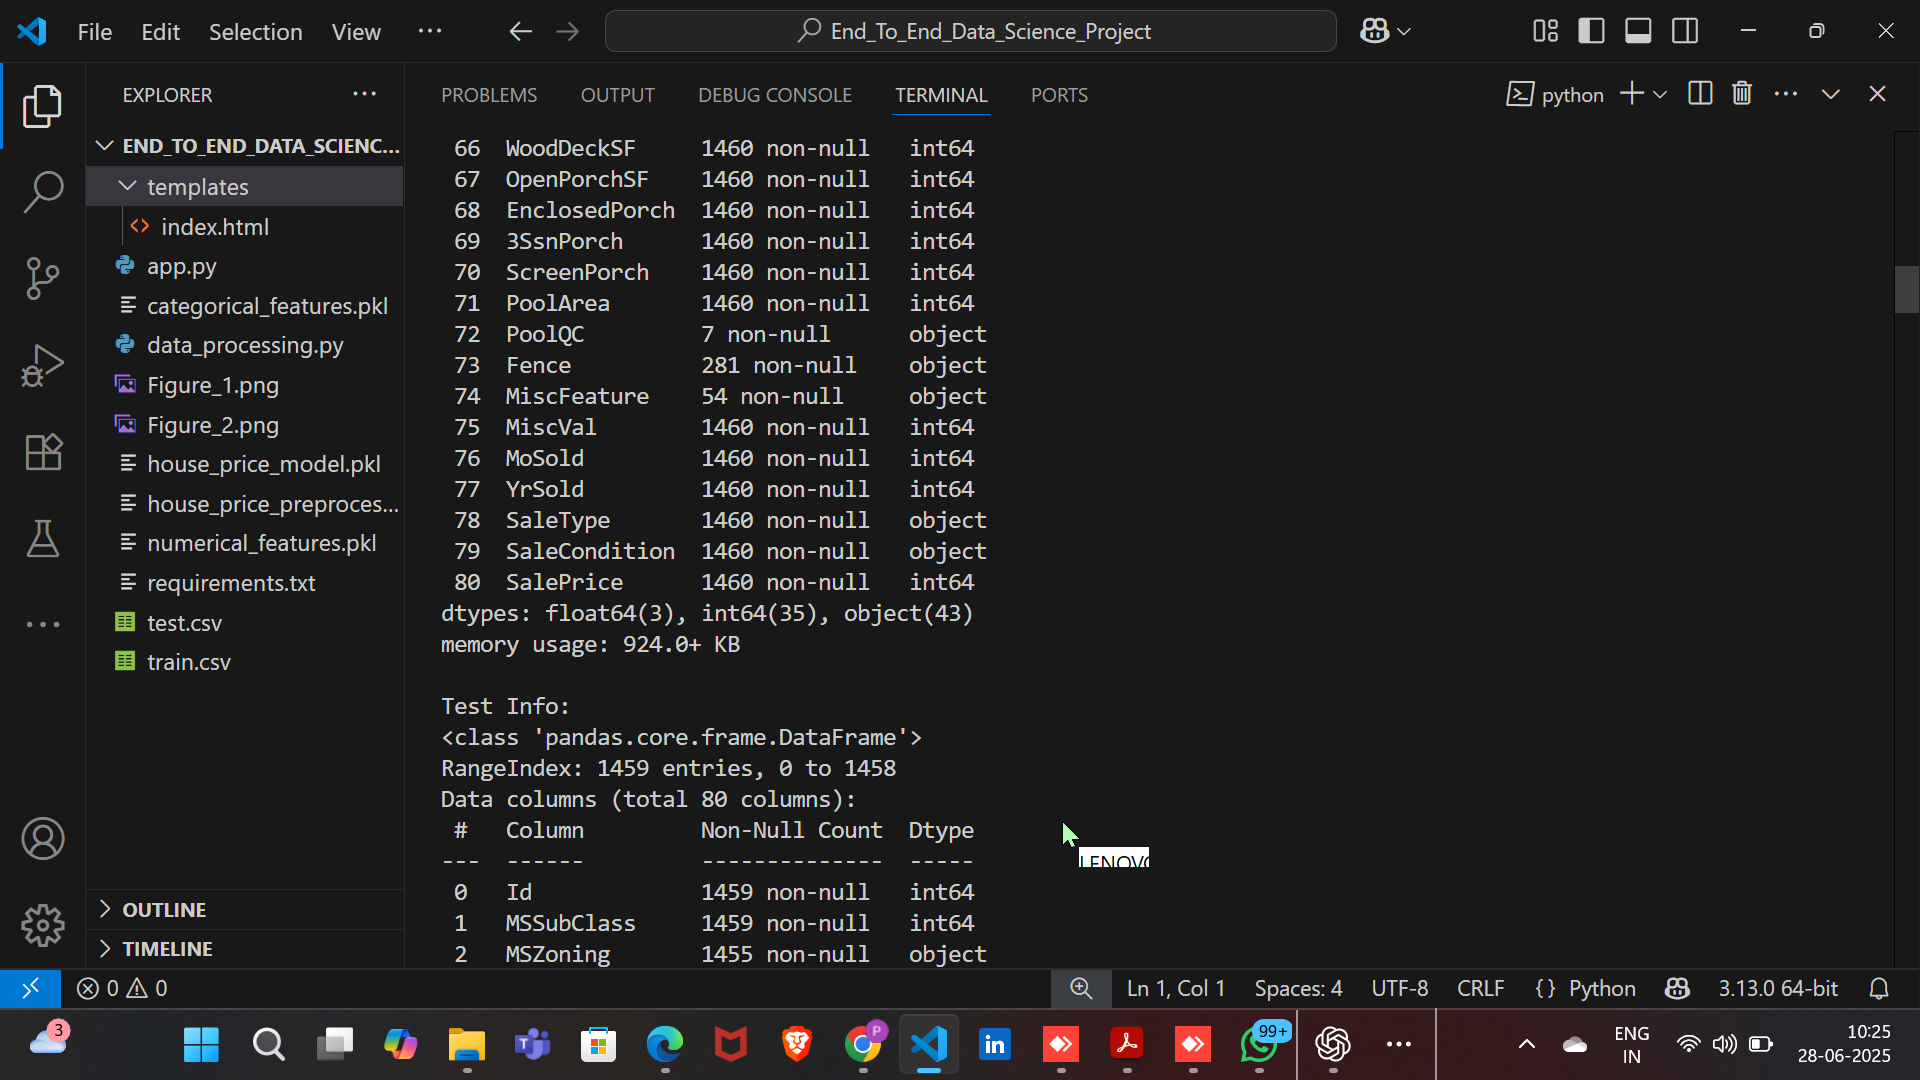 File Edit Selection View ...
End_To_End_Data_Science_Project
EXPLORER
END_TO_END_DATA_SCIENC...
templates
index.html
app.py
categorical_features.pkl
data_processing.py
Figure_1.png
Figure_2.png
house_price_model.pkl
house_price_preproces...
numerical_features.pkl
requirements.txt
test.csv
train.csv
OUTLINE
TIMELINE
PROBLEMS OUTPUT DEBUG CONSOLE TERMINAL PORTS
python
66 WoodDeckSF 1460 non-null int64
67 OpenPorchSF 1460 non-null int64
68 EnclosedPorch 1460 non-null int64
69 3SsnPorch 1460 non-null int64
70 ScreenPorch 1460 non-null int64
71 PoolArea 1460 non-null int64
72 PoolQC 7 non-null object
73 Fence 281 non-null object
74 MiscFeature 54 non-null object
75 MiscVal 1460 non-null int64
76 MoSold 1460 non-null int64
77 YrSold 1460 non-null int64
78 SaleType 1460 non-null object
79 SaleCondition 1460 non-null object
80 SalePrice 1460 non-null int64
dtypes: float64(3), int64(35), object(43)
memory usage: 924.0+ KB
Test Info:
<class 'pandas.core.frame.DataFrame'>
RangeIndex: 1459 entries, 0 to 1458
Data columns (total 80 columns):
# Column Non-Null Count Dtype
--- ------ -------------- -----
0 Id 1459 non-null int64
1 MSSubClass 1459 non-null int64
2 MSZoning 1455 non-null object
LENOVO
0 0
Ln 1, Col 1 Spaces: 4 UTF-8 CRLF {} Python 3.13.0 64-bit
3
P
in
99+
ENG
IN
10:25
28-06-2025